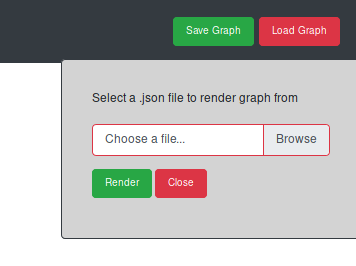 Save Graph Load Graph
Select a .json file to render graph from
Choose a file... Browse
Render Close